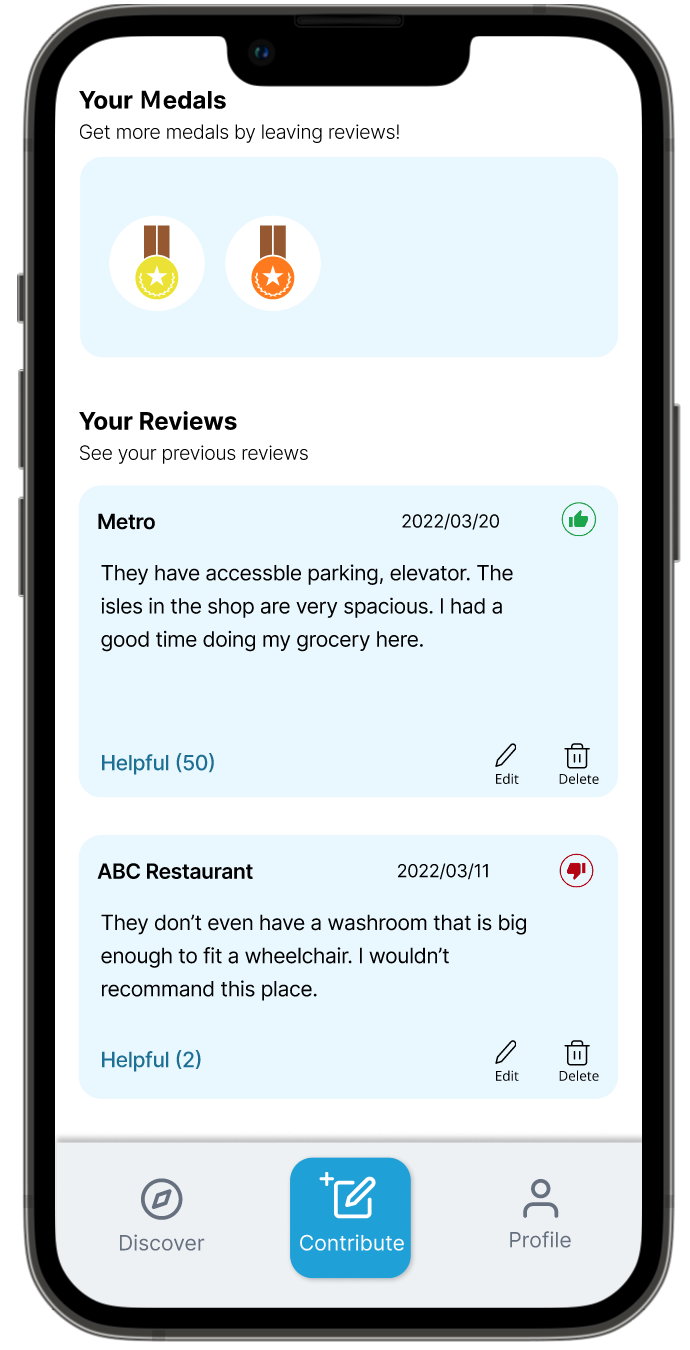 Your Medals
Get more medals by leaving reviews!
Your Reviews
See your previous reviews
Metro 2022/03/20
They have accessble parking, elevator. The
isles in the shop are very spacious. I had a
good time doing my grocery here.
Helpful (50)
Edit Delete
ABC Restaurant 2022/03/11
They don’t even have a washroom that is big
enough to fit a wheelchair. I wouldn’t
recommand this place.
Helpful (2)
Edit Delete
Discover Contribute Profile